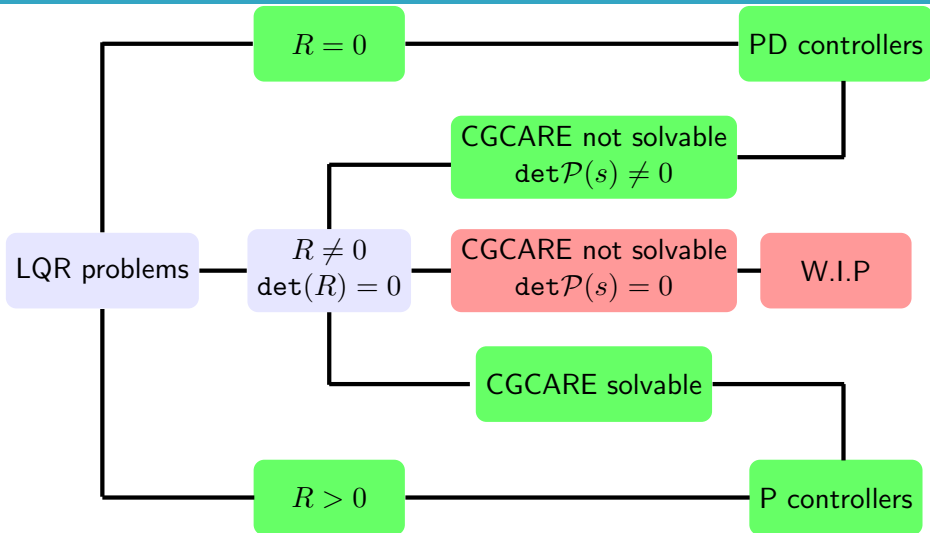 R = 0
PD controllers
CGCARE not solvable
det𝒫(s) ≠ 0
LQR problems
R ≠ 0
det(R) = 0
CGCARE not solvable
det𝒫(s) = 0
W.I.P
CGCARE solvable
R > 0
P controllers